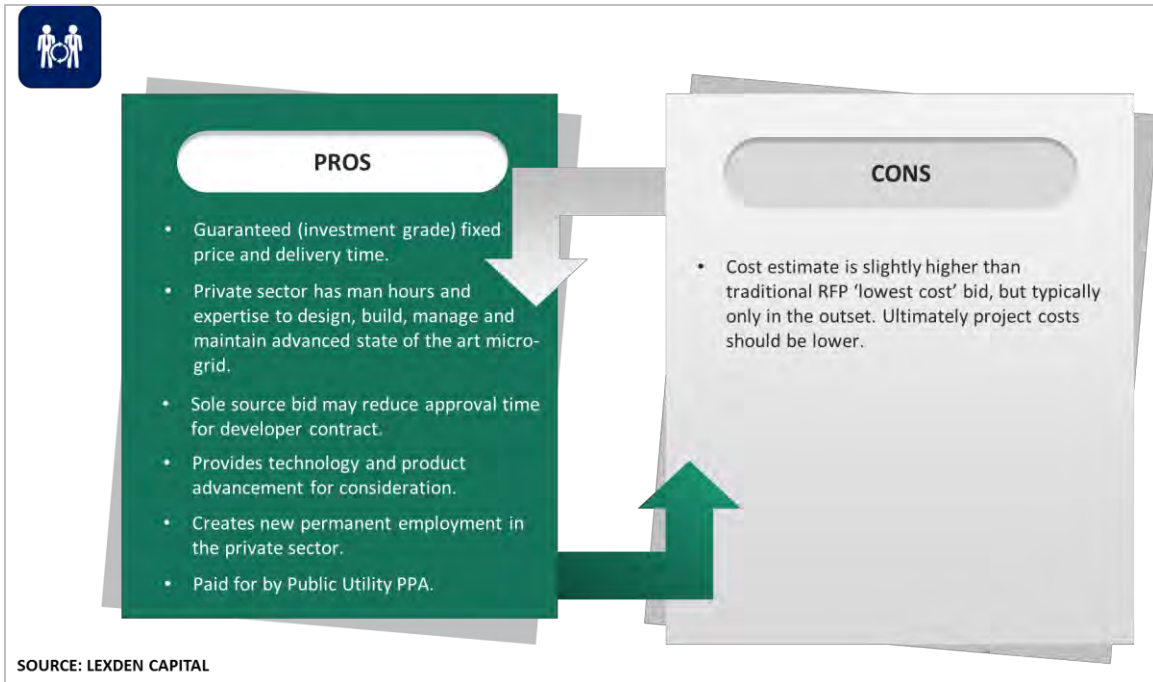 PROS
• Guaranteed (investment grade) fixed
price and delivery time.
• Private sector has man hours and
expertise to design, build, manage and
maintain advanced state of the art micro-
grid.
• Sole source bid may reduce approval time
for developer contract.
• Provides technology and product
advancement for consideration.
• Creates new permanent employment in
the private sector.
• Paid for by Public Utility PPA.
CONS
• Cost estimate is slightly higher than
traditional RFP ‘lowest cost’ bid, but typically
only in the outset. Ultimately project costs
should be lower.
SOURCE: LEXDEN CAPITAL